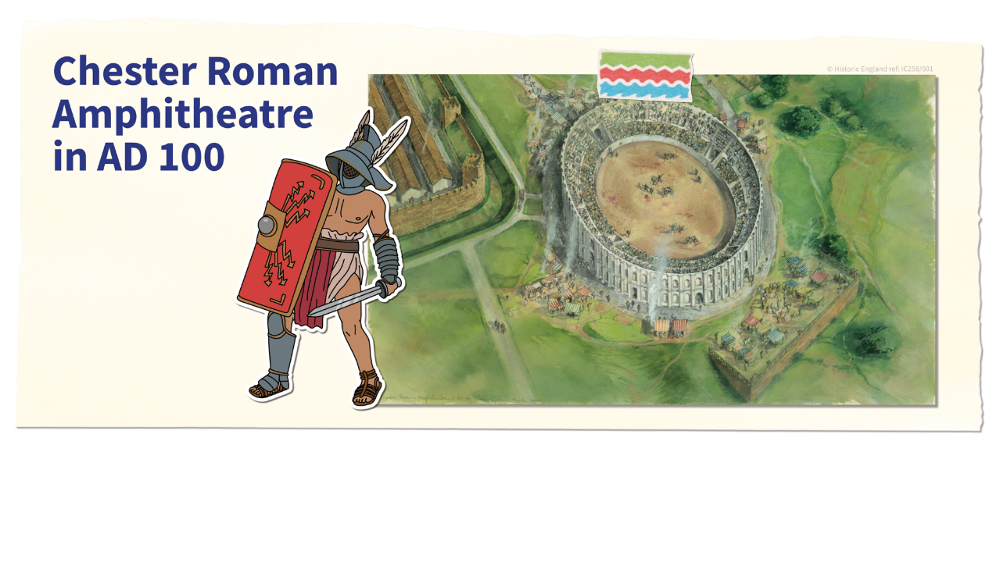 Chester Roman
Amphitheatre
in AD 100
© Historic England ref: IC258/001